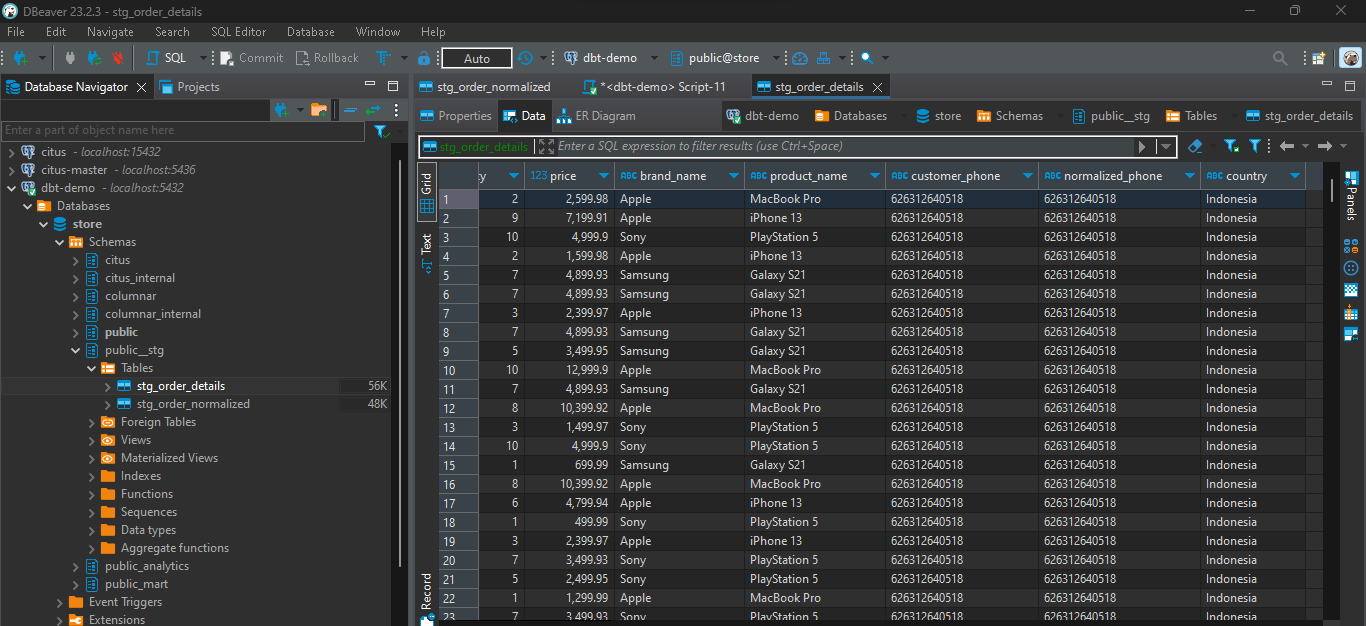 DBeaver 23.2.3 - stg_order_details
File Edit Navigate Search SQL Editor Database Window Help
SQL Commit Rollback Auto dbt-demo public@store
Database Navigator Projects
Enter a part of object name here
citus - localhost:15432
citus-master - localhost:5436
dbt-demo - localhost:5432
Databases
store
Schemas
citus
citus_internal
columnar
columnar_internal
public
public__stg
Tables
stg_order_details 56K
stg_order_normalized 48K
Foreign Tables
Views
Materialized Views
Indexes
Functions
Sequences
Data types
Aggregate functions
public_analytics
public_mart
Event Triggers
Extensions
stg_order_normalized *<dbt-demo> Script-11 stg_order_details
Properties Data ER Diagram dbt-demo Databases store Schemas public__stg Tables stg_order_details
stg_order_details Enter a SQL expression to filter results (use Ctrl+Space)
Grid
Text
Record
Panels
ty 123 price ABC brand_name ABC product_name ABC customer_phone ABC normalized_phone ABC country
1 2 2,599.98 Apple MacBook Pro 626312640518 626312640518 Indonesia
2 9 7,199.91 Apple iPhone 13 626312640518 626312640518 Indonesia
3 10 4,999.9 Sony PlayStation 5 626312640518 626312640518 Indonesia
4 2 1,599.98 Apple iPhone 13 626312640518 626312640518 Indonesia
5 7 4,899.93 Samsung Galaxy S21 626312640518 626312640518 Indonesia
6 7 4,899.93 Samsung Galaxy S21 626312640518 626312640518 Indonesia
7 3 2,399.97 Apple iPhone 13 626312640518 626312640518 Indonesia
8 7 4,899.93 Samsung Galaxy S21 626312640518 626312640518 Indonesia
9 5 3,499.95 Samsung Galaxy S21 626312640518 626312640518 Indonesia
10 10 12,999.9 Apple MacBook Pro 626312640518 626312640518 Indonesia
11 7 4,899.93 Samsung Galaxy S21 626312640518 626312640518 Indonesia
12 8 10,399.92 Apple MacBook Pro 626312640518 626312640518 Indonesia
13 3 1,499.97 Sony PlayStation 5 626312640518 626312640518 Indonesia
14 10 4,999.9 Sony PlayStation 5 626312640518 626312640518 Indonesia
15 1 699.99 Samsung Galaxy S21 626312640518 626312640518 Indonesia
16 8 10,399.92 Apple MacBook Pro 626312640518 626312640518 Indonesia
17 6 4,799.94 Apple iPhone 13 626312640518 626312640518 Indonesia
18 1 499.99 Sony PlayStation 5 626312640518 626312640518 Indonesia
19 3 2,399.97 Apple iPhone 13 626312640518 626312640518 Indonesia
20 7 3,499.93 Sony PlayStation 5 626312640518 626312640518 Indonesia
21 5 2,499.95 Sony PlayStation 5 626312640518 626312640518 Indonesia
22 1 1,299.99 Apple MacBook Pro 626312640518 626312640518 Indonesia
23 7 3,499.93 Sony PlayStation 5 626312640518 626312640518 Indonesia